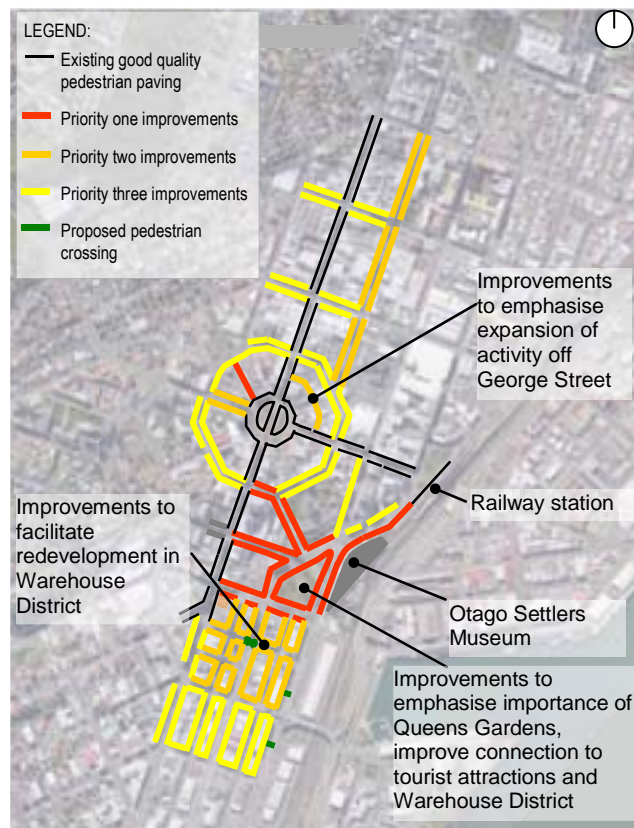 LEGEND:
Existing good quality
pedestrian paving
Priority one improvements
Priority two improvements
Priority three improvements
Proposed pedestrian
crossing
Improvements
to emphasise
expansion of
activity off
George Street
Railway station
Improvements to
facilitate
redevelopment in
Warehouse
District
Otago Settlers
Museum
Improvements to
emphasise importance of
Queens Gardens,
improve connection to
tourist attractions and
Warehouse District